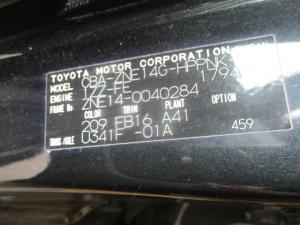 TOYOTA MOTOR CORPORATION JAPAN
MODEL CBA-ZNE14G-HPPNK
ENGINE 1ZZ-FE 1794
FRAME No. ZNE14-0040284
COLOR TRIM PLANT OPTION
209 FB16 A41
TRANS/AXLE U341F -01A 459